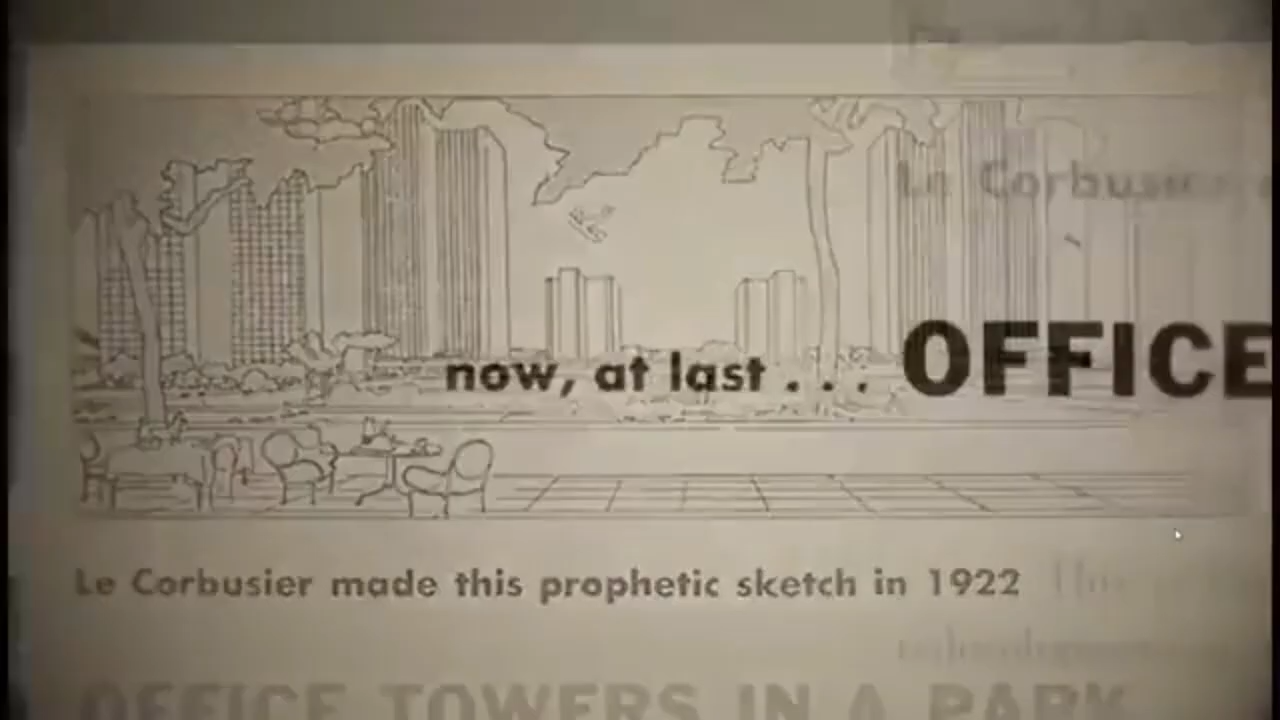 Le Corbusier
now, at last . . . OFFICE
Le Corbusier made this prophetic sketch in 1922
OFFICE TOWERS IN A PARK